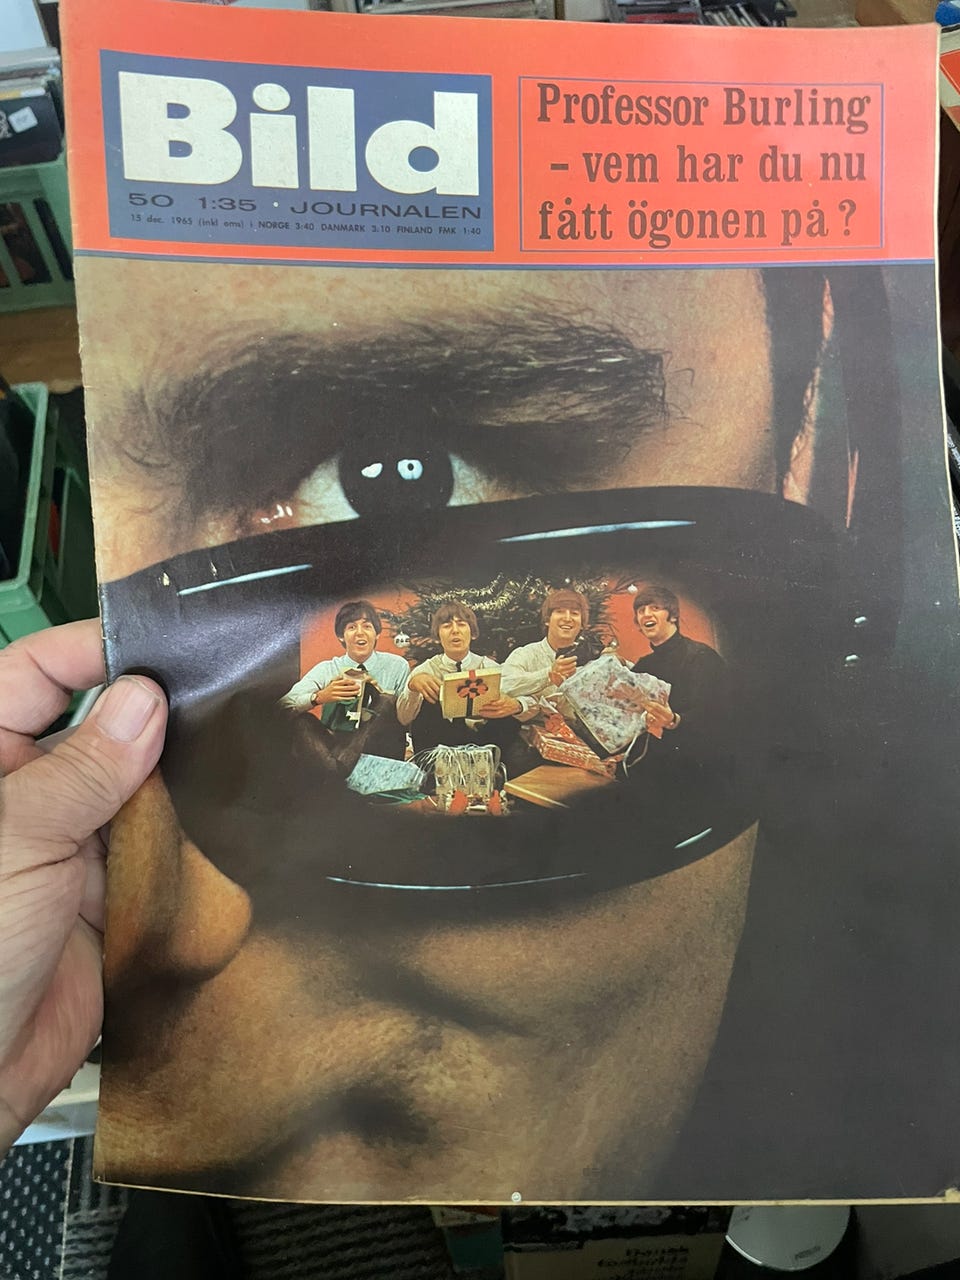 Bild
50 1:35 · JOURNALEN
15 dec. 1965 (inkl oms) i NORGE 3:40 DANMARK 3:10 FINLAND FMK 1:40
Professor Burling
– vem har du nu
fått ögonen på?